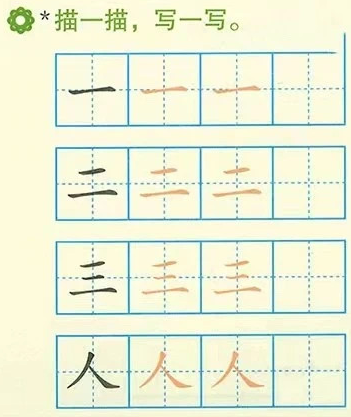 *描一描，写一写。
一 一 一
二 二 二
三 三 三
人 人 人